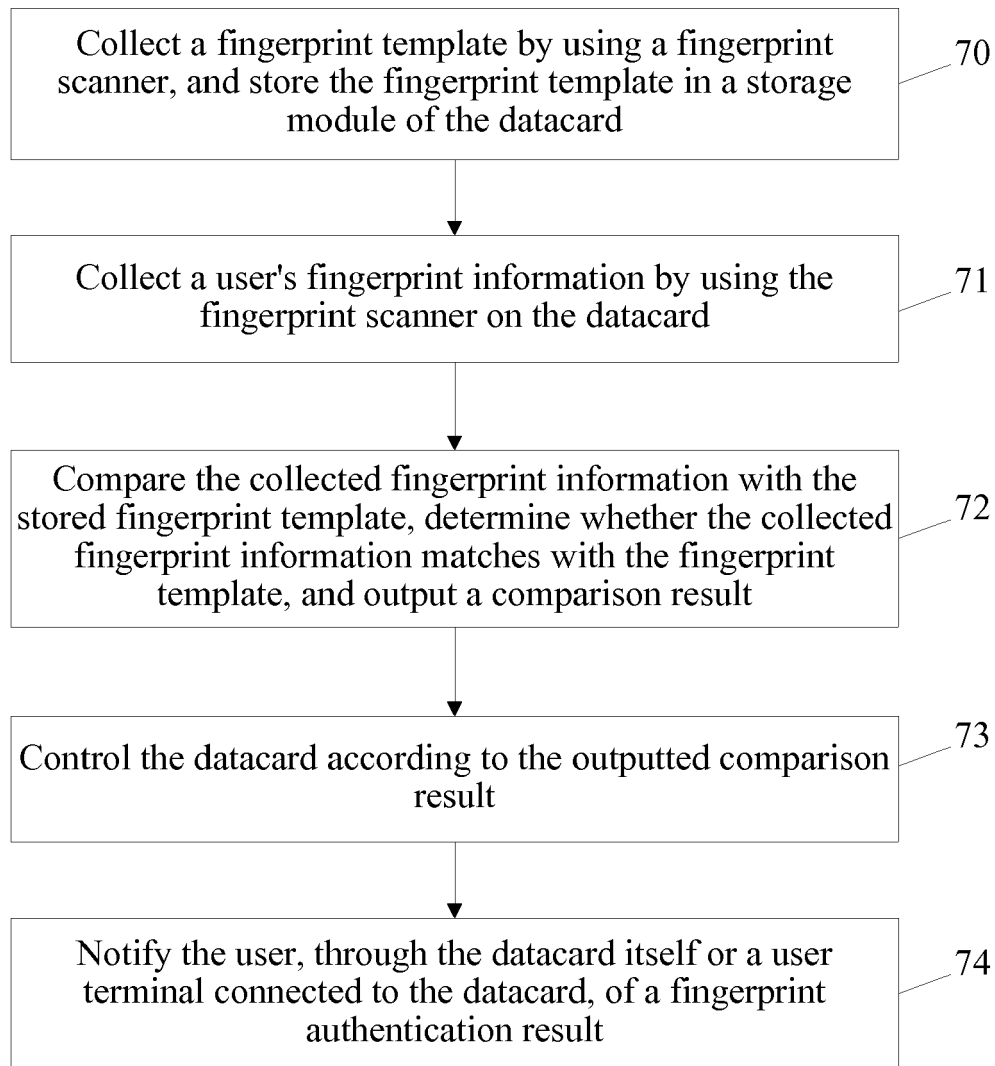 Collect a fingerprint template by using a fingerprint
scanner, and store the fingerprint template in a storage
module of the datacard
70
Collect a user's fingerprint information by using the
fingerprint scanner on the datacard
71
Compare the collected fingerprint information with the
stored fingerprint template, determine whether the collected
fingerprint information matches with the fingerprint
template, and output a comparison result
72
Control the datacard according to the outputted comparison
result
73
Notify the user, through the datacard itself or a user
terminal connected to the datacard, of a fingerprint
authentication result
74